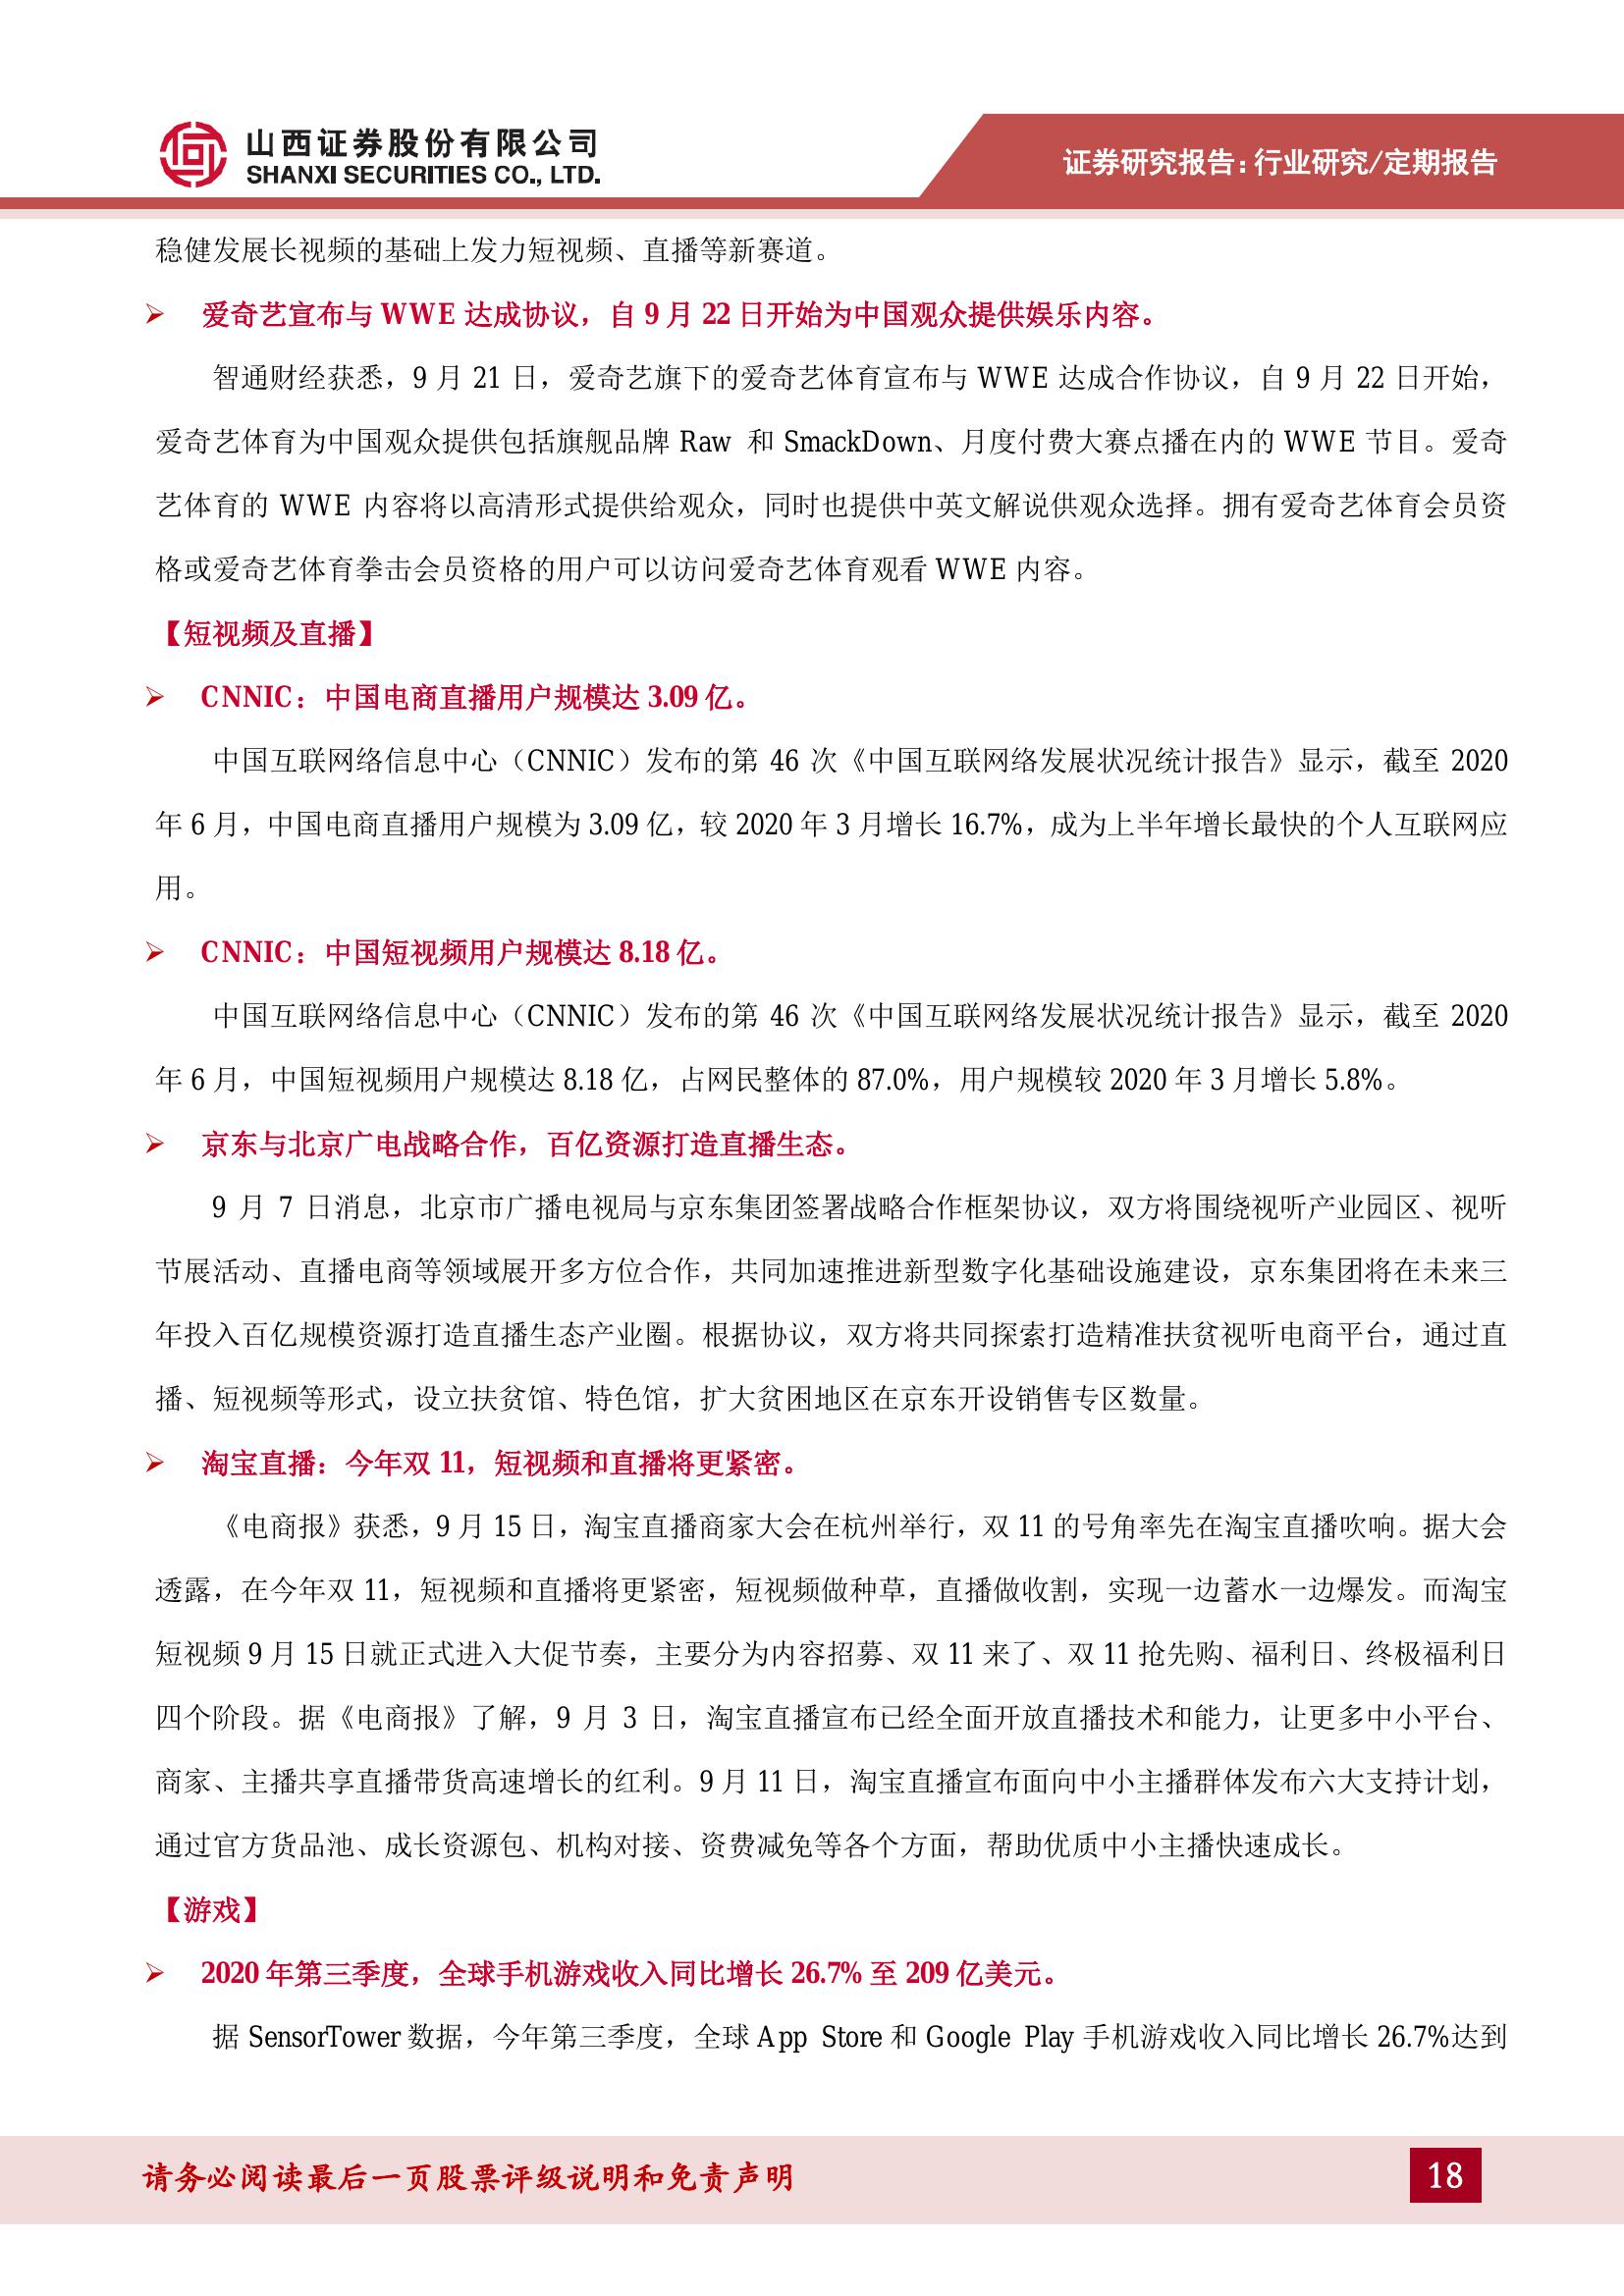 山西证券股份有限公司
SHANXI SECURITIES CO., LTD.
证券研究报告：行业研究/定期报告
稳健发展长视频的基础上发力短视频、直播等新赛道。
➢ 爱奇艺宣布与 WWE 达成协议，自 9 月 22 日开始为中国观众提供娱乐内容。
智通财经获悉，9 月 21 日，爱奇艺旗下的爱奇艺体育宣布与 WWE 达成合作协议，自 9 月 22 日开始，
爱奇艺体育为中国观众提供包括旗舰品牌 Raw 和 SmackDown、月度付费大赛点播在内的 WWE 节目。爱奇
艺体育的 WWE 内容将以高清形式提供给观众，同时也提供中英文解说供观众选择。拥有爱奇艺体育会员资
格或爱奇艺体育拳击会员资格的用户可以访问爱奇艺体育观看 WWE 内容。
【短视频及直播】
➢ CNNIC：中国电商直播用户规模达 3.09 亿。
中国互联网络信息中心（CNNIC）发布的第 46 次《中国互联网络发展状况统计报告》显示，截至 2020
年 6 月，中国电商直播用户规模为 3.09 亿，较 2020 年 3 月增长 16.7%，成为上半年增长最快的个人互联网应
用。
➢ CNNIC：中国短视频用户规模达 8.18 亿。
中国互联网络信息中心（CNNIC）发布的第 46 次《中国互联网络发展状况统计报告》显示，截至 2020
年 6 月，中国短视频用户规模达 8.18 亿，占网民整体的 87.0%，用户规模较 2020 年 3 月增长 5.8%。
➢ 京东与北京广电战略合作，百亿资源打造直播生态。
9 月 7 日消息，北京市广播电视局与京东集团签署战略合作框架协议，双方将围绕视听产业园区、视听
节展活动、直播电商等领域展开多方位合作，共同加速推进新型数字化基础设施建设，京东集团将在未来三
年投入百亿规模资源打造直播生态产业圈。根据协议，双方将共同探索打造精准扶贫视听电商平台，通过直
播、短视频等形式，设立扶贫馆、特色馆，扩大贫困地区在京东开设销售专区数量。
➢ 淘宝直播：今年双 11，短视频和直播将更紧密。
《电商报》获悉，9 月 15 日，淘宝直播商家大会在杭州举行，双 11 的号角率先在淘宝直播吹响。据大会
透露，在今年双 11，短视频和直播将更紧密，短视频做种草，直播做收割，实现一边蓄水一边爆发。而淘宝
短视频 9 月 15 日就正式进入大促节奏，主要分为内容招募、双 11 来了、双 11 抢先购、福利日、终极福利日
四个阶段。据《电商报》了解，9 月 3 日，淘宝直播宣布已经全面开放直播技术和能力，让更多中小平台、
商家、主播共享直播带货高速增长的红利。9 月 11 日，淘宝直播宣布面向中小主播群体发布六大支持计划，
通过官方货品池、成长资源包、机构对接、资费减免等各个方面，帮助优质中小主播快速成长。
【游戏】
➢ 2020 年第三季度，全球手机游戏收入同比增长 26.7% 至 209 亿美元。
据 SensorTower 数据，今年第三季度，全球 App Store 和 Google Play 手机游戏收入同比增长 26.7%达到
请务必阅读最后一页股票评级说明和免责声明
18